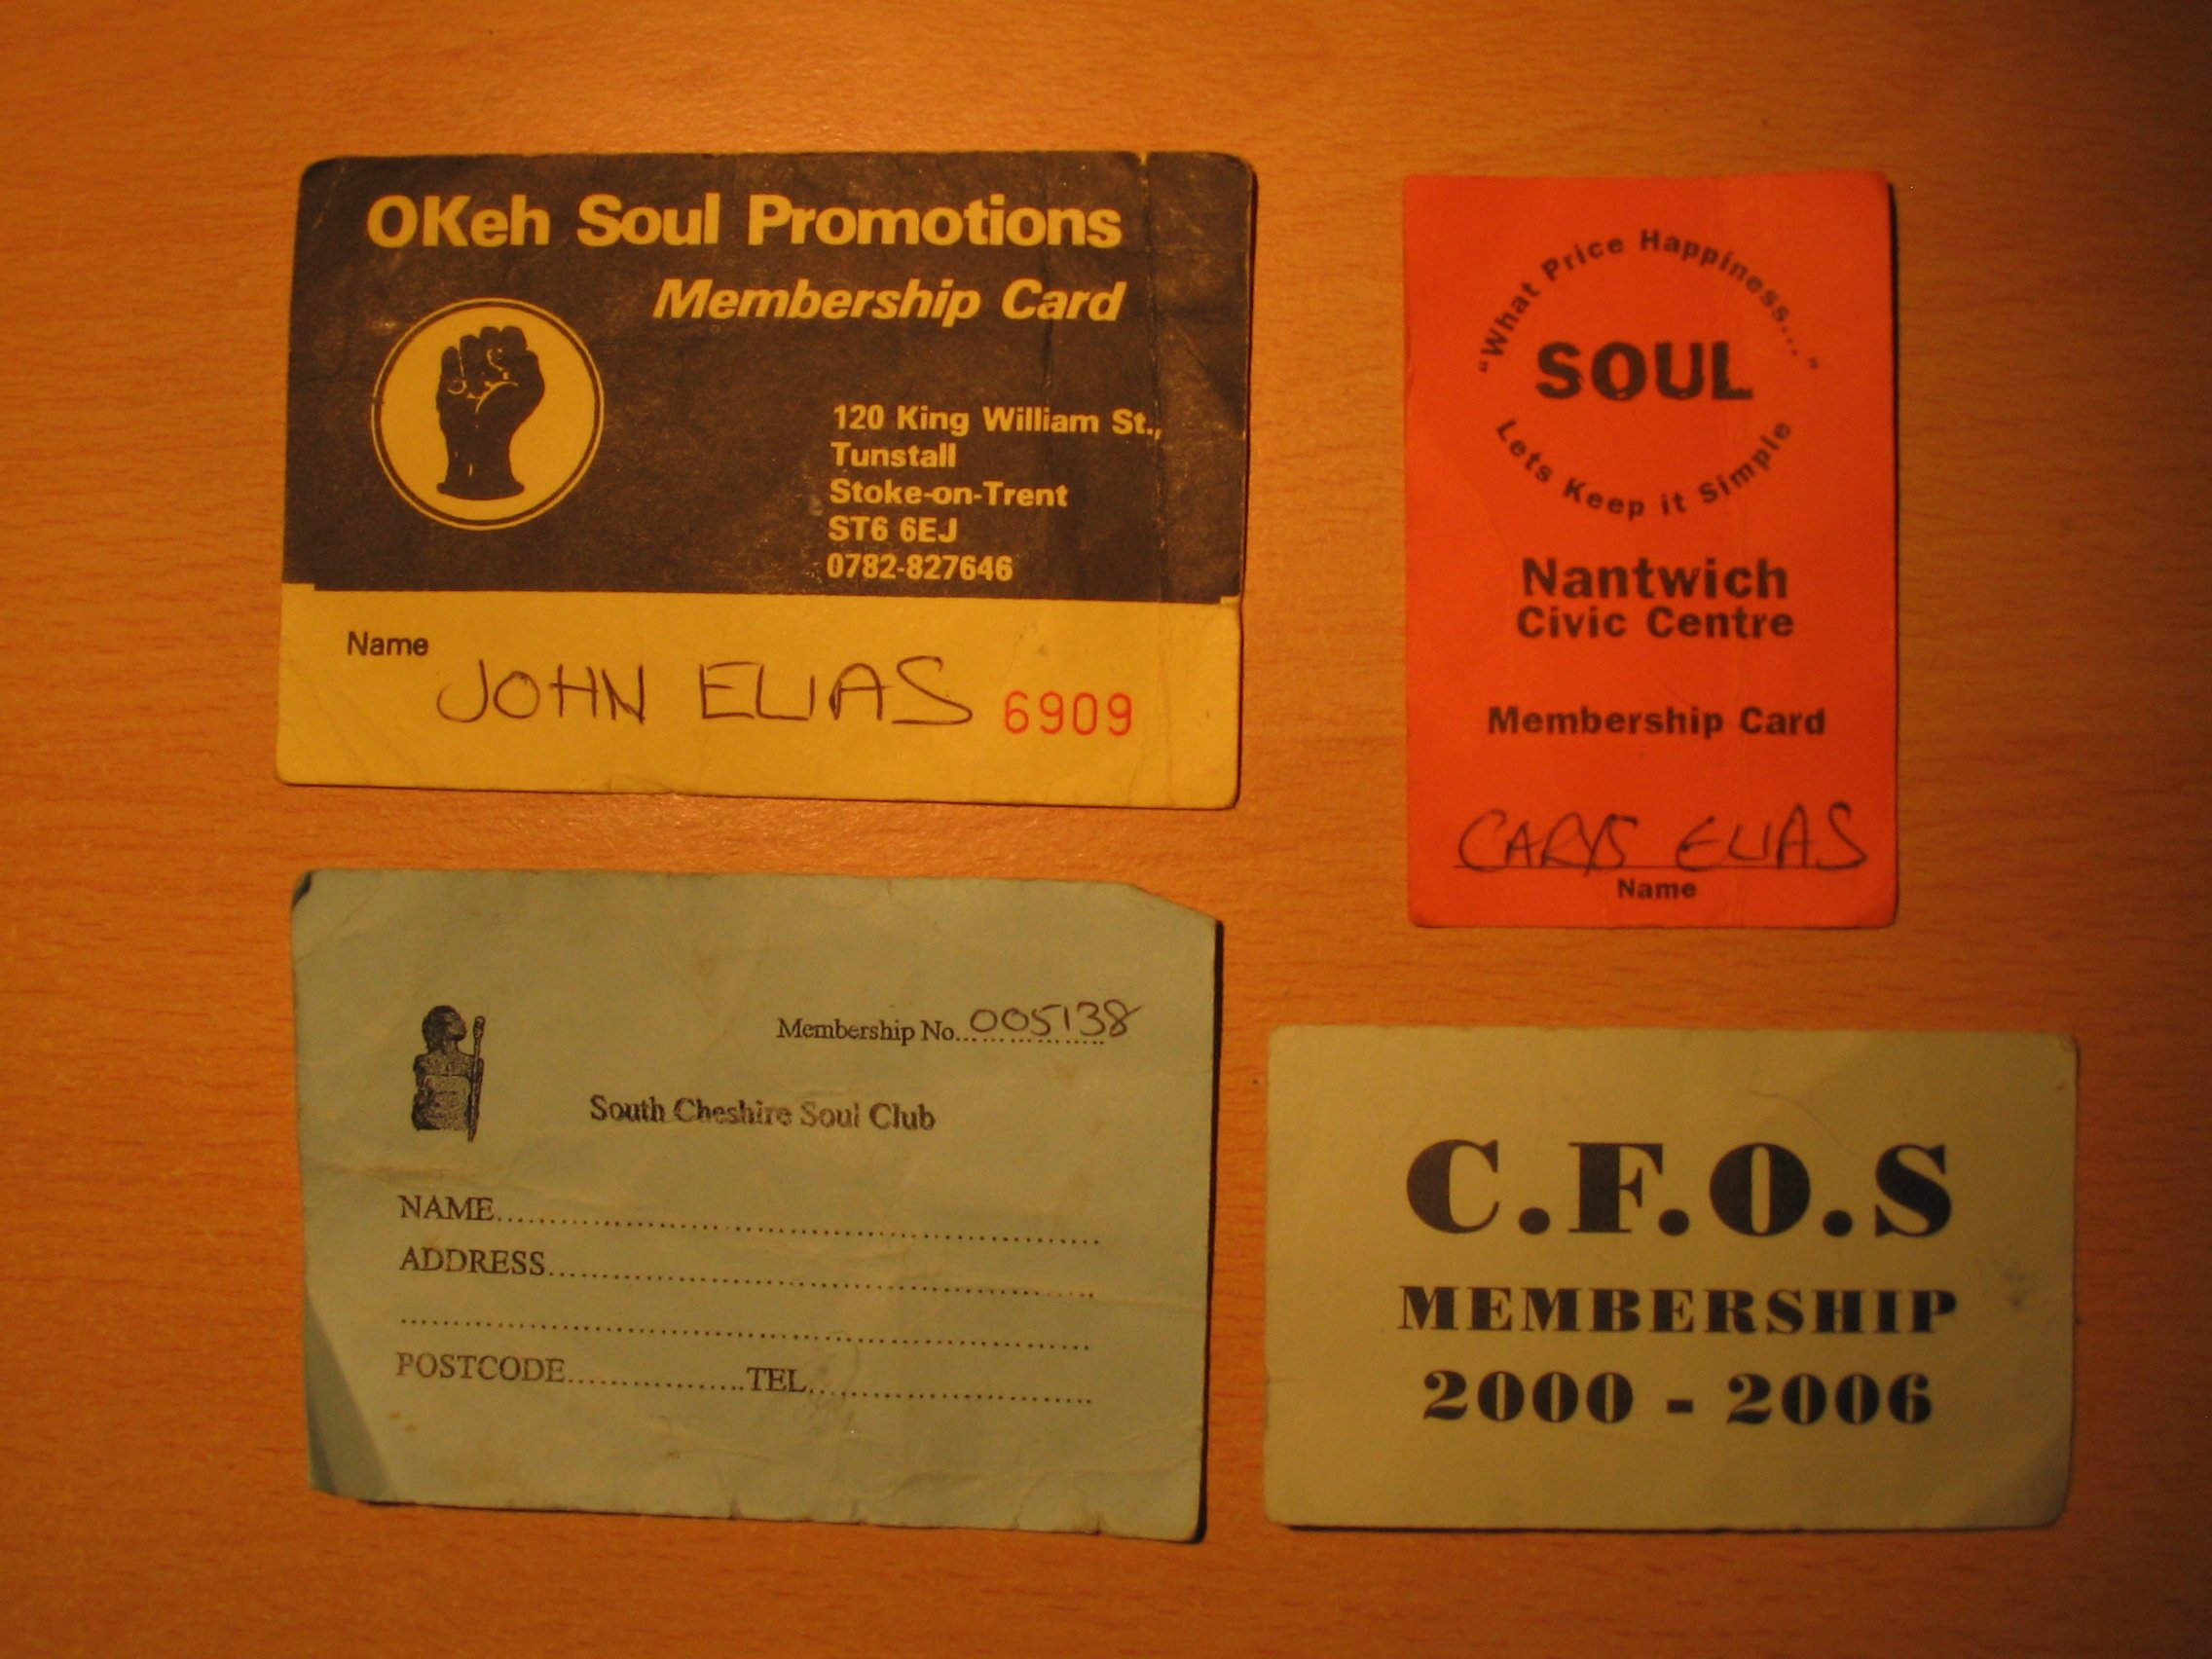 OKeh Soul Promotions
Membership Card
120 King William St.,
Tunstall
Stoke-on-Trent
ST6 6EJ
0782-827646
Name JOHN ELIAS 6909
"What Price Happiness...."
SOUL
Lets Keep it Simple
Nantwich
Civic Centre
Membership Card
CARYS ELIAS
Name
Membership No. 005138
South Cheshire Soul Club
NAME
ADDRESS
POSTCODE TEL
C.F.O.S
MEMBERSHIP
2000 - 2006